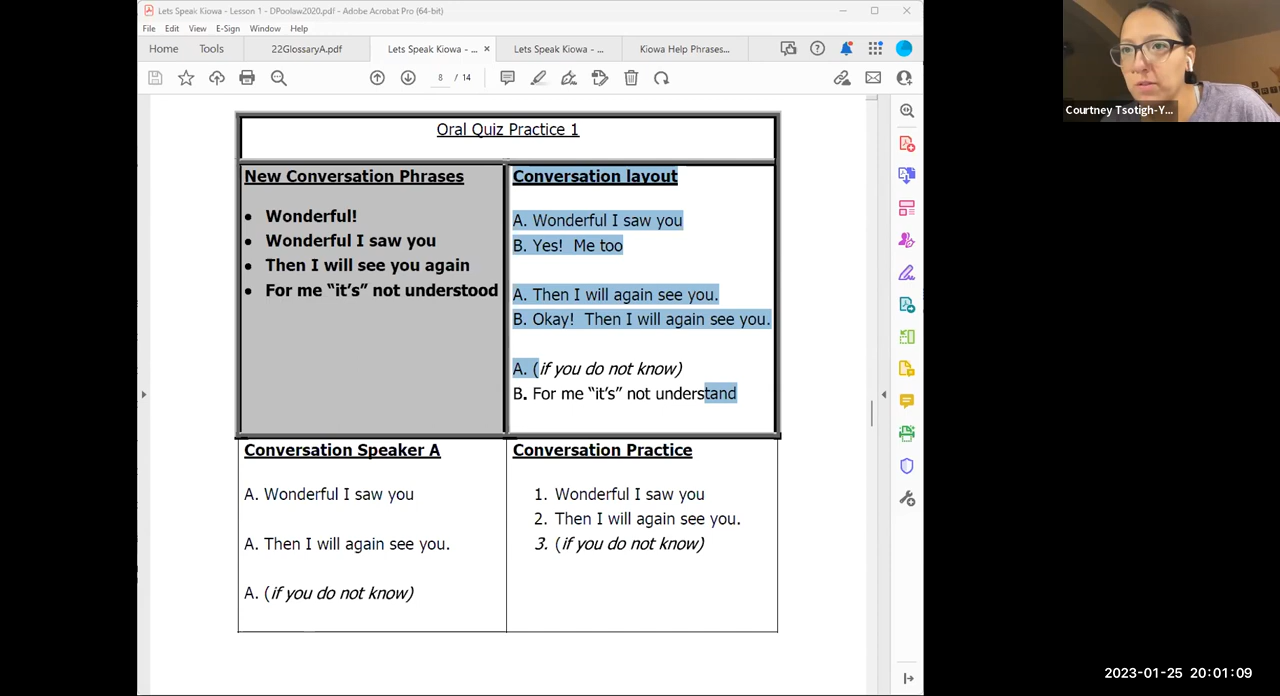 Lets Speak Kiowa - Lesson 1 - DPoolaw2020.pdf - Adobe Acrobat Pro (64-bit)
File Edit View E-Sign Window Help
Home Tools 22GlossaryA.pdf Lets Speak Kiowa - ... × Lets Speak Kiowa - ... Kiowa Help Phrases...
8 / 14
Courtney Tsotigh-Y...
Oral Quiz Practice 1
New Conversation Phrases
• Wonderful!
• Wonderful I saw you
• Then I will see you again
• For me “it’s” not understood
Conversation layout
A. Wonderful I saw you
B. Yes! Me too
A. Then I will again see you.
B. Okay! Then I will again see you.
A. (if you do not know)
B. For me “it’s” not understand
Conversation Speaker A
A. Wonderful I saw you
A. Then I will again see you.
A. (if you do not know)
Conversation Practice
1. Wonderful I saw you
2. Then I will again see you.
3. (if you do not know)
2023-01-25 20:01:09